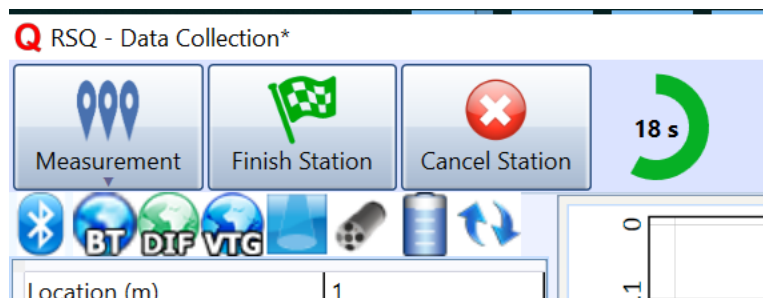 Q RSQ - Data Collection*
Measurement
Finish Station
Cancel Station
18 s
BT
DIF
VTG
Location (m)
1
0